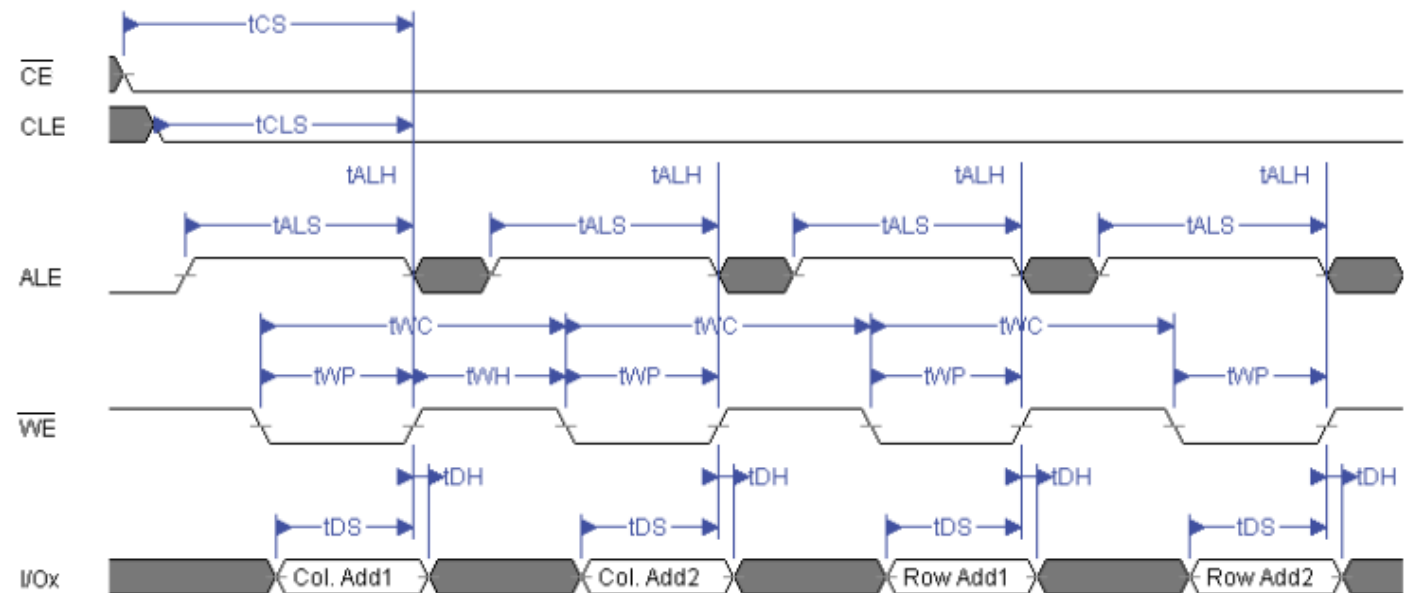 tCS
CE
CLE
tCLS
tALH tALH tALH tALH
tALS tALS tALS tALS
ALE
tWC tWC tWC
tWP tWH tWP tWP tWP
WE
tDH tDH tDH tDH
tDS tDS tDS tDS
I/Ox Col. Add1 Col. Add2 Row Add1 Row Add2